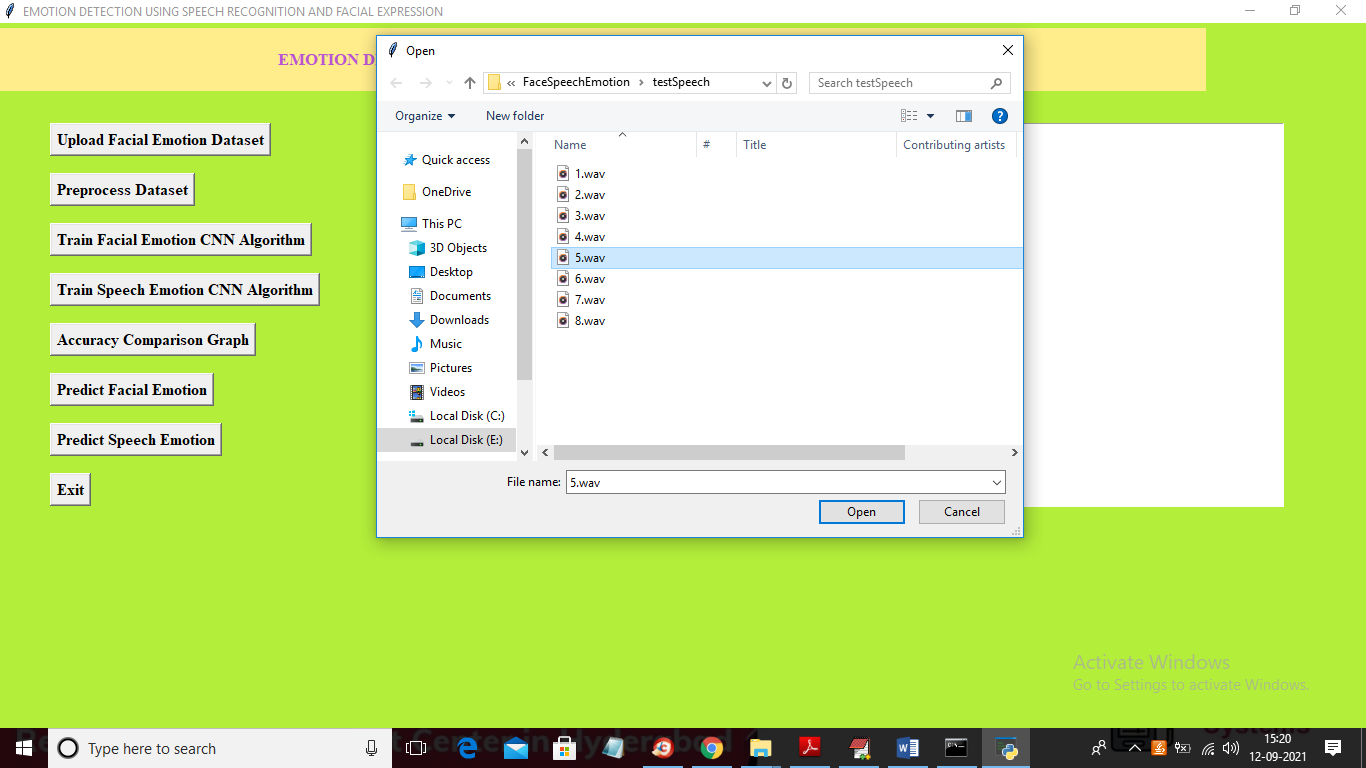 EMOTION DETECTION USING SPEECH RECOGNITION AND FACIAL EXPRESSION
EMOTION D
Open
« FaceSpeechEmotion › testSpeech
Search testSpeech
Organize
New folder
Name
#
Title
Contributing artists
Quick access
OneDrive
This PC
3D Objects
Desktop
Documents
Downloads
Music
Pictures
Videos
Local Disk (C:)
Local Disk (E:)
1.wav
2.wav
3.wav
4.wav
5.wav
6.wav
7.wav
8.wav
File name: 5.wav
Open
Cancel
Upload Facial Emotion Dataset
Preprocess Dataset
Train Facial Emotion CNN Algorithm
Train Speech Emotion CNN Algorithm
Accuracy Comparison Graph
Predict Facial Emotion
Predict Speech Emotion
Exit
Activate Windows
Go to Settings to activate Windows.
Type here to search
15:20
12-09-2021